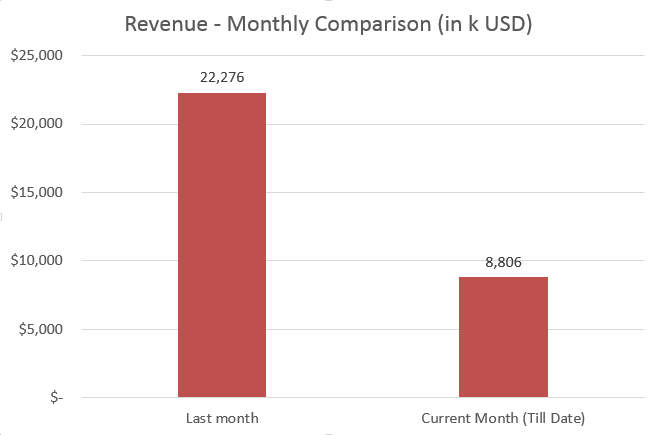 Revenue - Monthly Comparison (in k USD)
$25,000
22,276
$20,000
$15,000
$10,000
8,806
$5,000
$-
Last month
Current Month (Till Date)